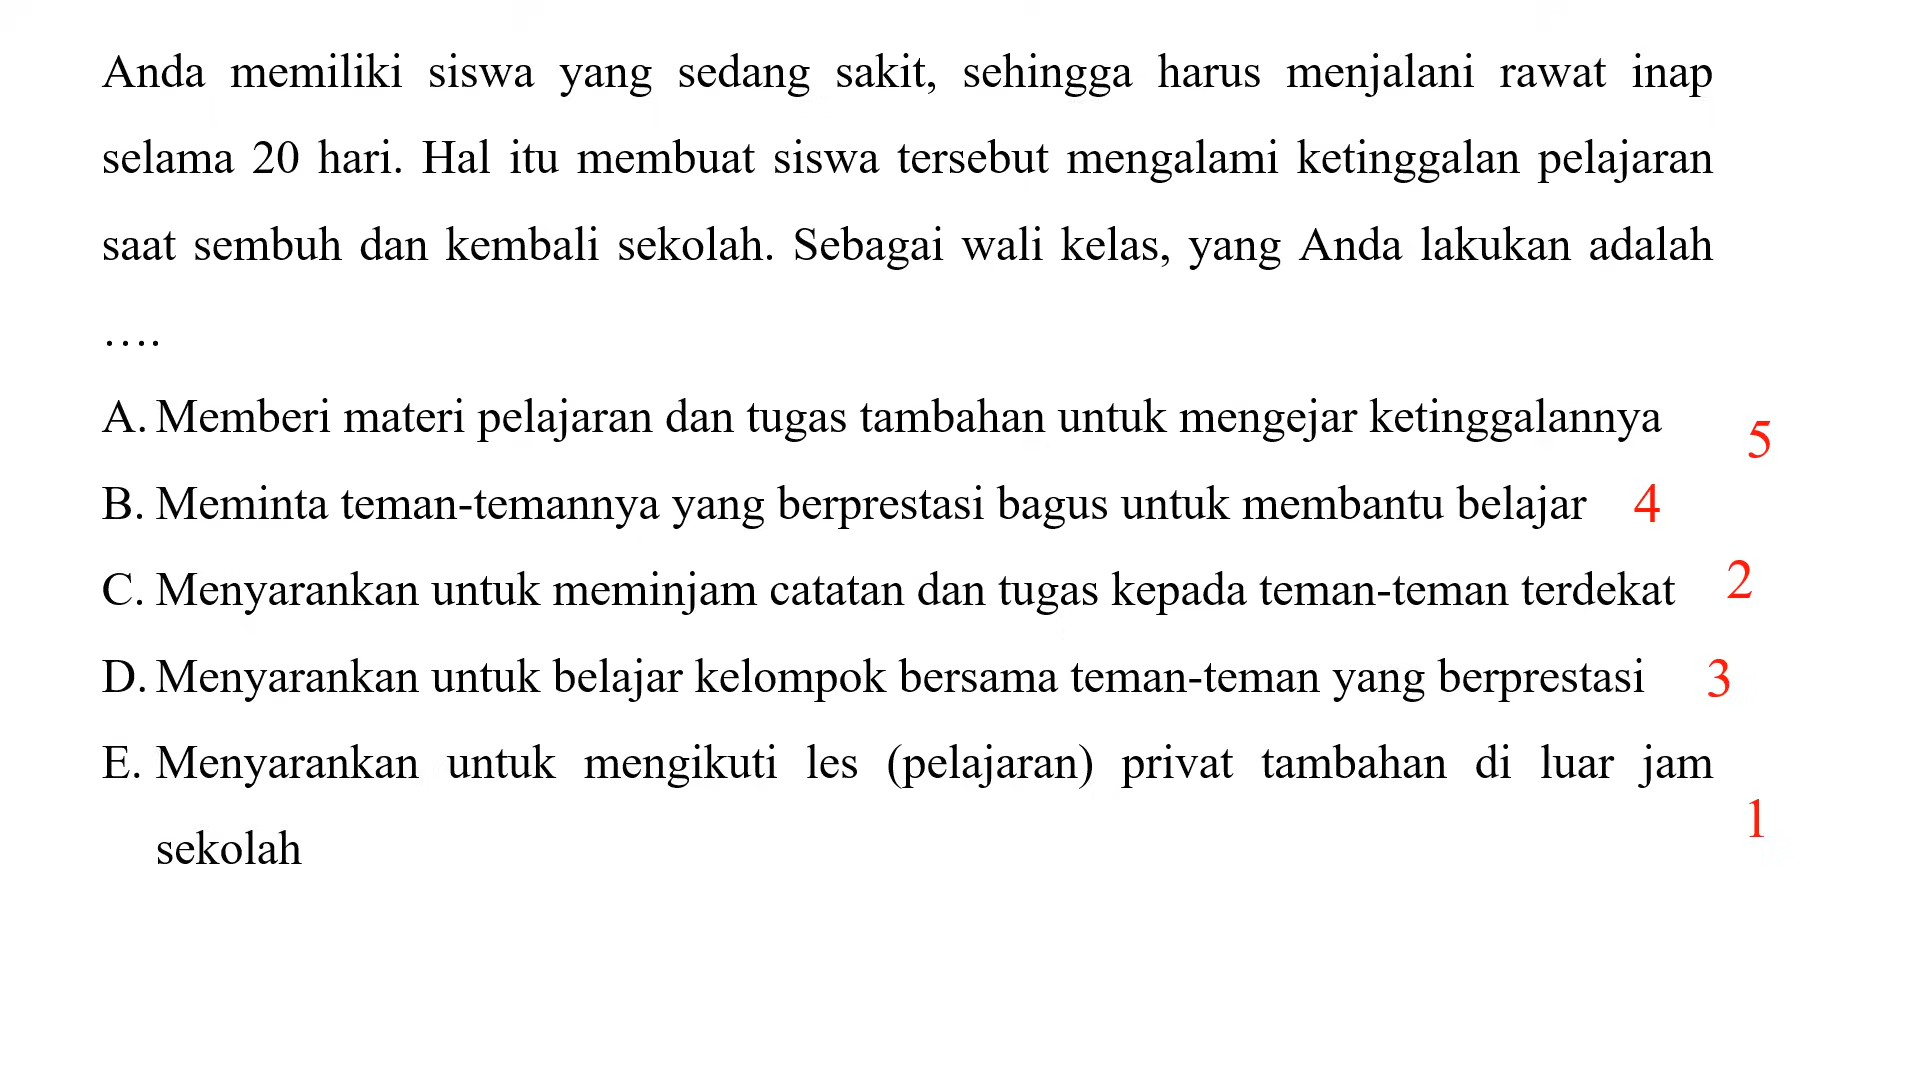 Anda memiliki siswa yang sedang sakit, sehingga harus menjalani rawat inap
selama 20 hari. Hal itu membuat siswa tersebut mengalami ketinggalan pelajaran
saat sembuh dan kembali sekolah. Sebagai wali kelas, yang Anda lakukan adalah
….
A. Memberi materi pelajaran dan tugas tambahan untuk mengejar ketinggalannya 5
B. Meminta teman-temannya yang berprestasi bagus untuk membantu belajar 4
C. Menyarankan untuk meminjam catatan dan tugas kepada teman-teman terdekat 2
D. Menyarankan untuk belajar kelompok bersama teman-teman yang berprestasi 3
E. Menyarankan untuk mengikuti les (pelajaran) privat tambahan di luar jam
sekolah 1